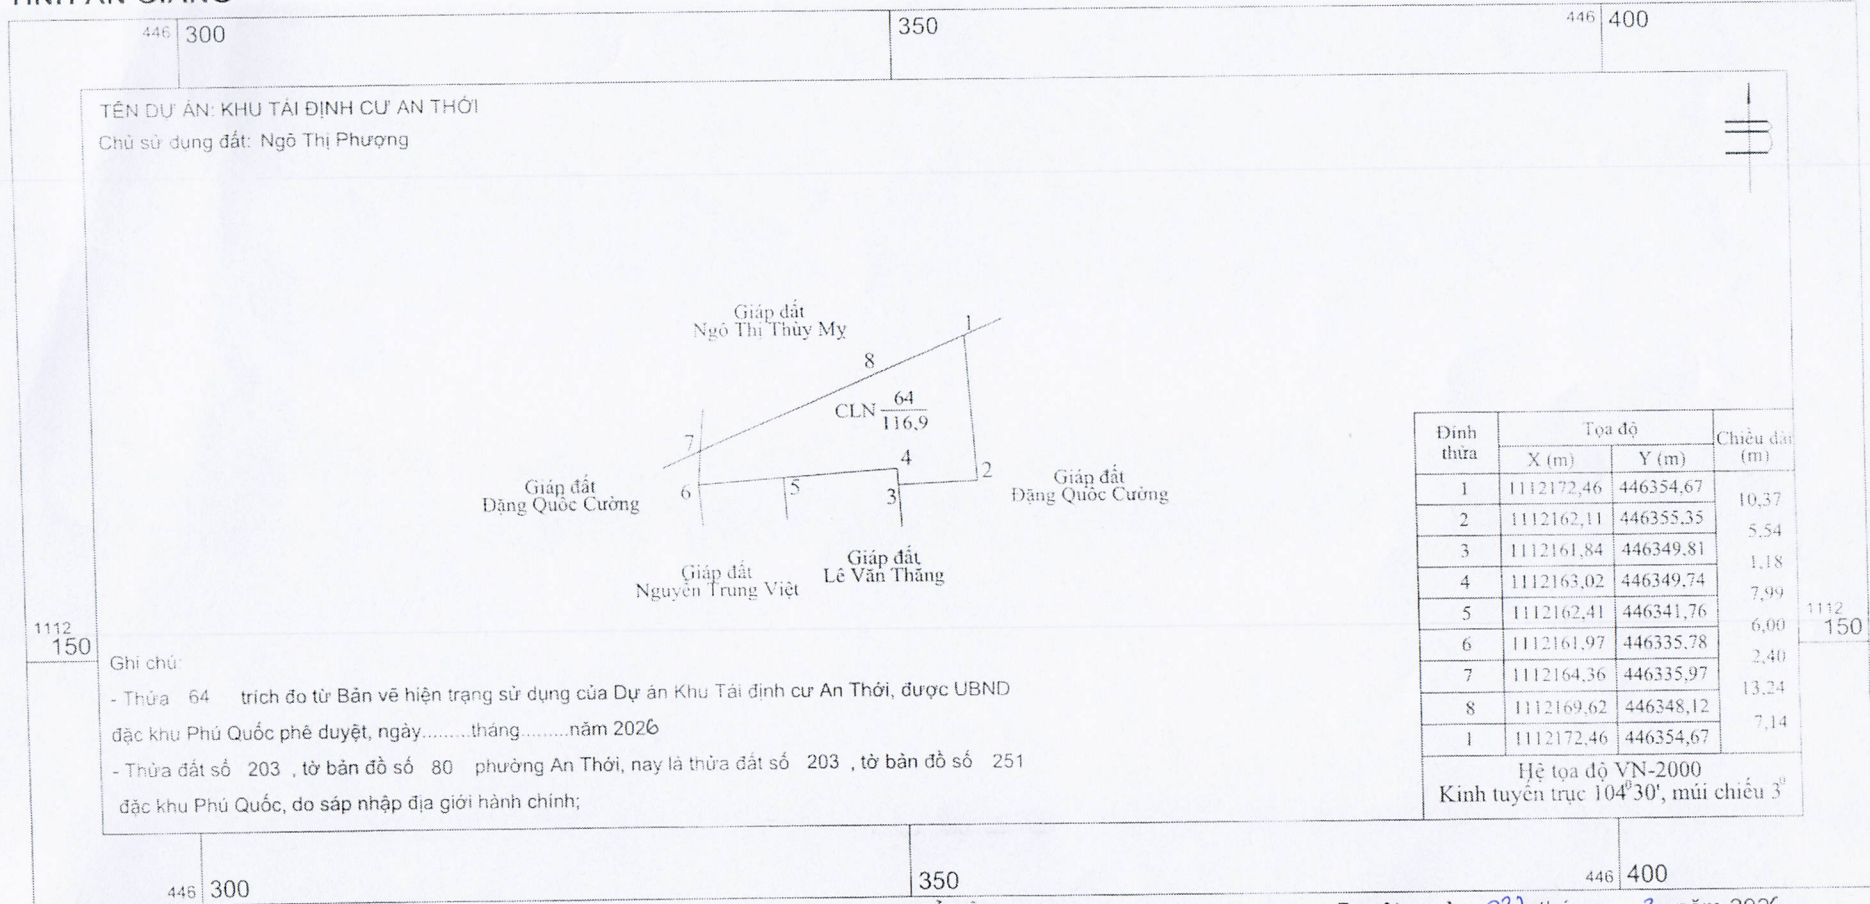 446 300
350
446 400
TÊN DỰ ÁN: KHU TÁI ĐỊNH CƯ AN THỚI
Chủ sử dụng đất: Ngô Thị Phượng
Giáp đất
Ngô Thị Thùy Mỵ
1
8
CLN 64
116,9
7
4
6
5
3
2
Giáp đất
Đặng Quốc Cường
Giáp đất
Đặng Quốc Cường
Giáp đất
Nguyễn Trung Việt
Giáp đất
Lê Văn Thắng
Đỉnh thửa Tọa độ Chiều dài (m)
X (m) Y (m)
1 1112172,46 446354,67
10,37
2 1112162,11 446355,35
5,54
3 1112161,84 446349,81
1,18
4 1112163,02 446349,74
7,99
5 1112162,41 446341,76
6,00
6 1112161,97 446335,78
2,40
7 1112164,36 446335,97
13,24
8 1112169,62 446348,12
7,14
1 1112172,46 446354,67
Hệ tọa độ VN-2000
Kinh tuyến trục 104⁰30', múi chiếu 3⁰
1112
150
1112
150
Ghi chú:
- Thửa 64 trích đo từ Bản vẽ hiện trạng sử dụng của Dự án Khu Tái định cư An Thới, được UBND
đặc khu Phú Quốc phê duyệt, ngày.........tháng.........năm 2026
- Thửa đất số 203 , tờ bản đồ số 80 phường An Thới, nay là thửa đất số 203 , tờ bản đồ số 251
đặc khu Phú Quốc, do sáp nhập địa giới hành chính;
446 300
350
446 400